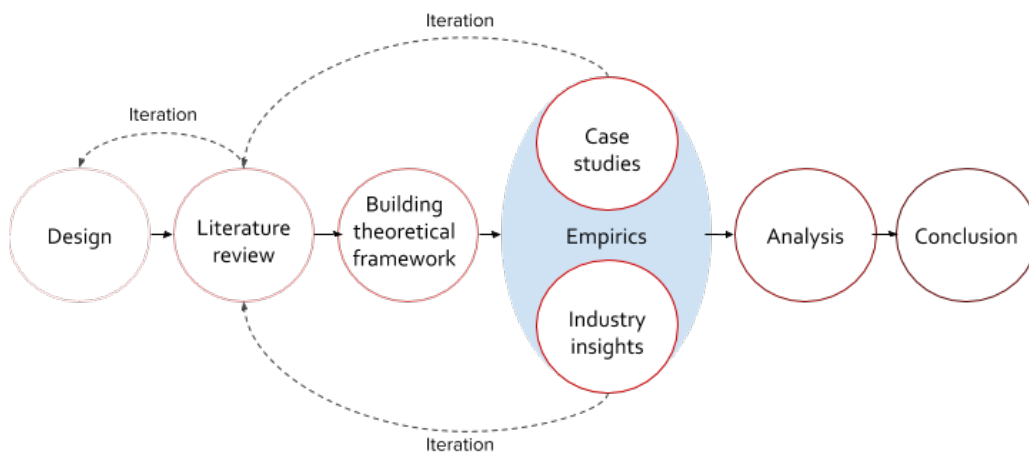 Iteration
Iteration
Case
studies
Design
Literature
review
Building
theoretical
framework
Empirics
Analysis
Conclusion
Industry
insights
Iteration